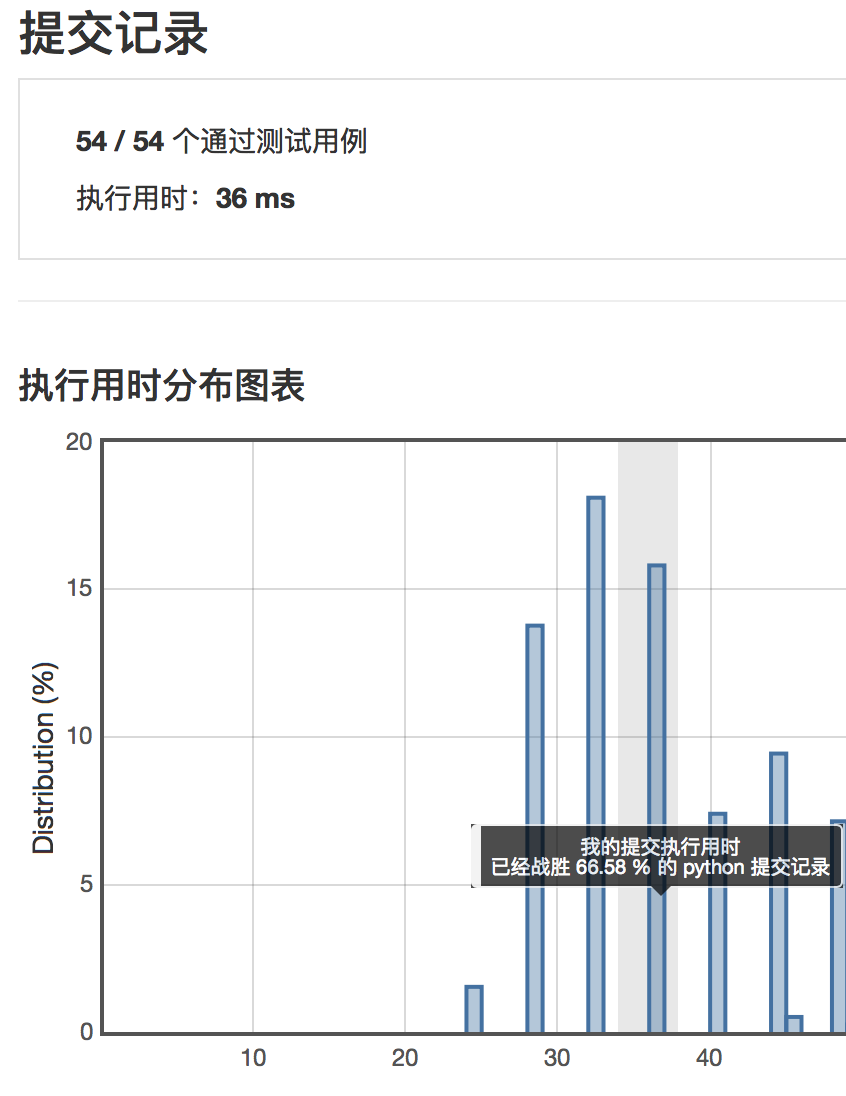 提交记录
54 / 54 个通过测试用例
执行用时：36 ms
执行用时分布图表
20
15
10
5
0
Distribution (%)
我的提交执行用时
已经战胜 66.58 % 的 python 提交记录
10
20
30
40